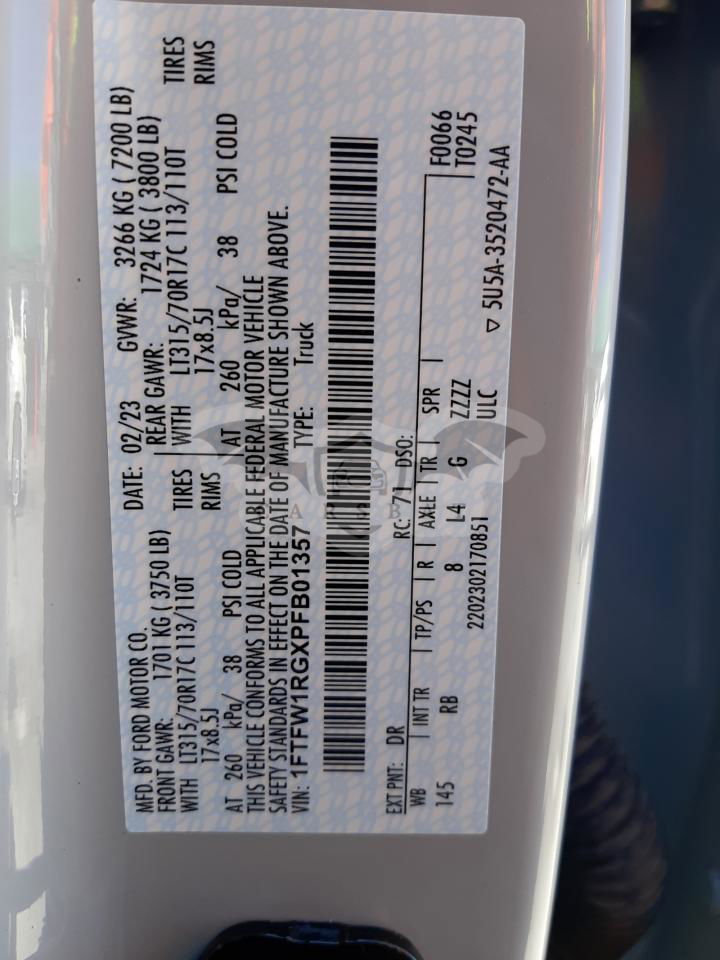 MFD. BY FORD MOTOR CO. DATE: 02/23 GVWR: 3266 KG ( 7200 LB)
FRONT GAWR: 1701 KG ( 3750 LB) REAR GAWR: 1724 KG ( 3800 LB)
WITH LT315/70R17C 113/110T TIRES WITH LT315/70R17C 113/110T TIRES
17x8.5J RIMS 17x8.5J RIMS
AT 260 kPa/ 38 PSI COLD AT 260 kPa/ 38 PSI COLD
THIS VEHICLE CONFORMS TO ALL APPLICABLE FEDERAL MOTOR VEHICLE
SAFETY STANDARDS IN EFFECT ON THE DATE OF MANUFACTURE SHOWN ABOVE.
VIN: 1FTFW1RGXPFB01357 TYPE: Truck
EXT PNT: DR RC: 71 DSO:
WB INT TR TP/PS R AXLE TR SPR F0066
145 RB 8 L4 G ZZZZ T0245
2202302170851 ULC
▽ 5U5A-3520472-AA